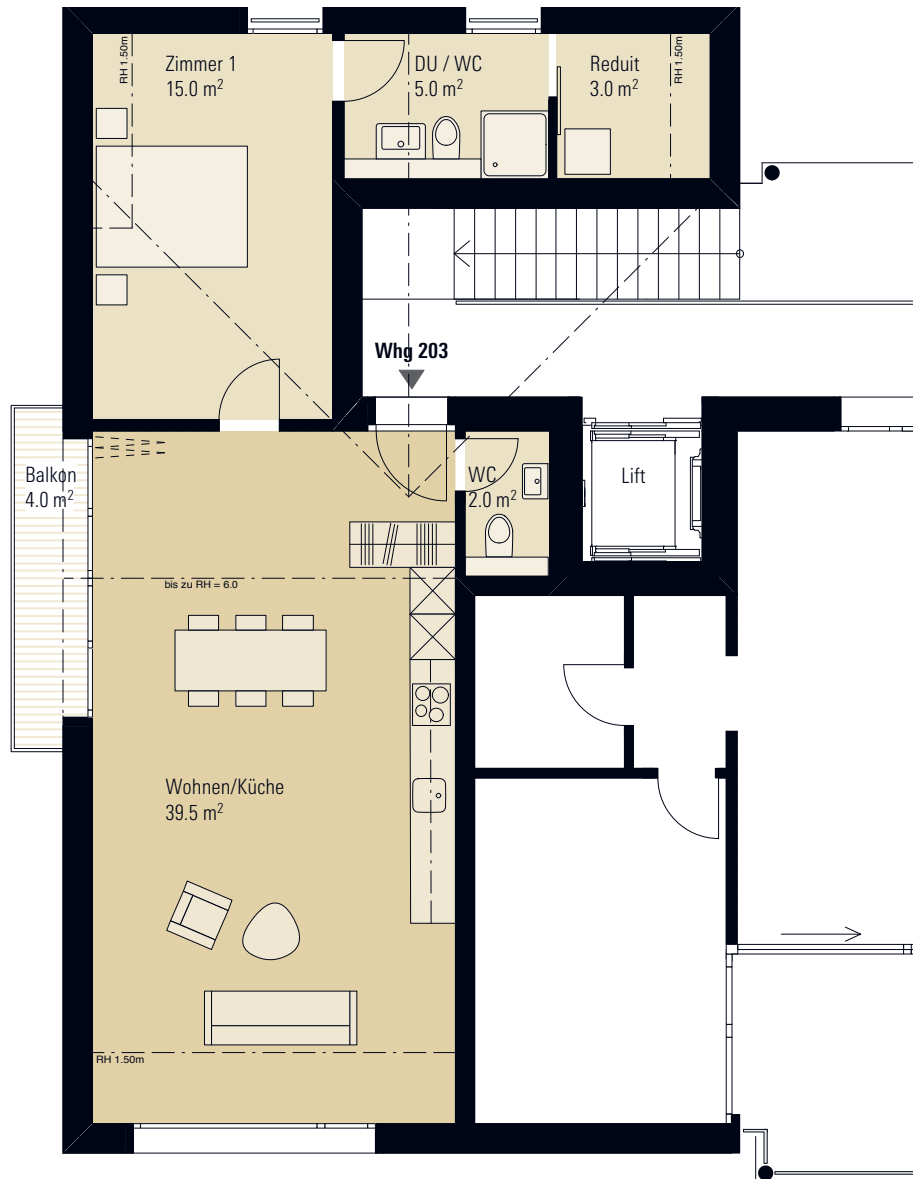 Zimmer 1
15.0 m²
RH 1.50m
DU / WC
5.0 m²
Reduit
3.0 m²
RH 1.50m
Whg 203
Balkon
4.0 m²
WC
2.0 m²
Lift
bis zu RH = 6.0
Wohnen/Küche
39.5 m²
RH 1.50m